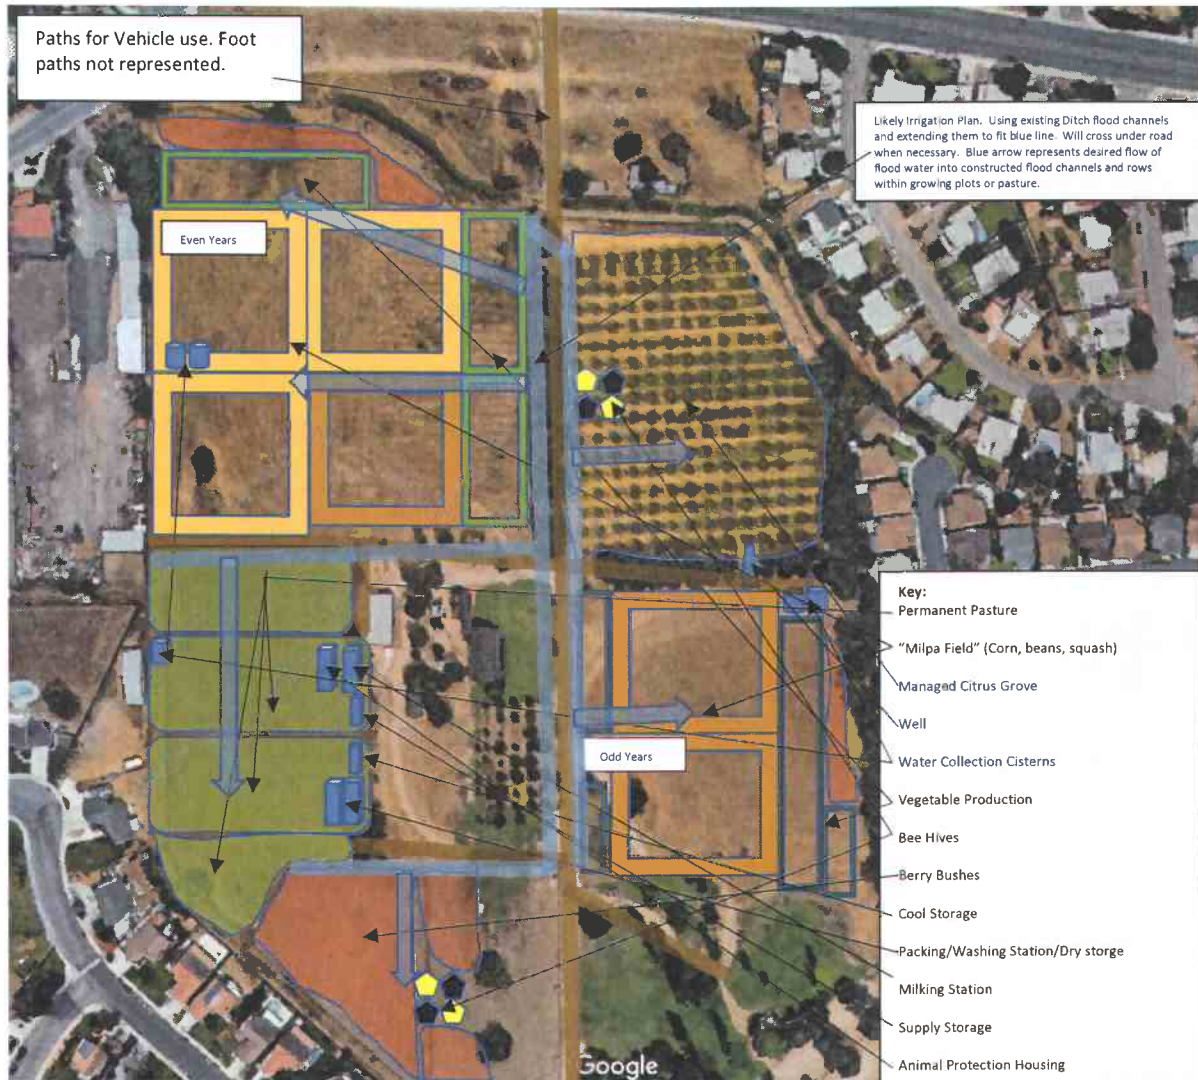 Paths for Vehicle use. Foot
paths not represented.
Likely Irrigation Plan. Using existing Ditch flood channels
and extending them to fit blue line. Will cross under road
when necessary. Blue arrow represents desired flow of
flood water into constructed flood channels and rows
within growing plots or pasture.
Even Years
Odd Years
Key:
Permanent Pasture
"Milpa Field" (Corn, beans, squash)
Managed Citrus Grove
Well
Water Collection Cisterns
Vegetable Production
Bee Hives
Berry Bushes
Cool Storage
Packing/Washing Station/Dry storge
Milking Station
Supply Storage
Animal Protection Housing
Google